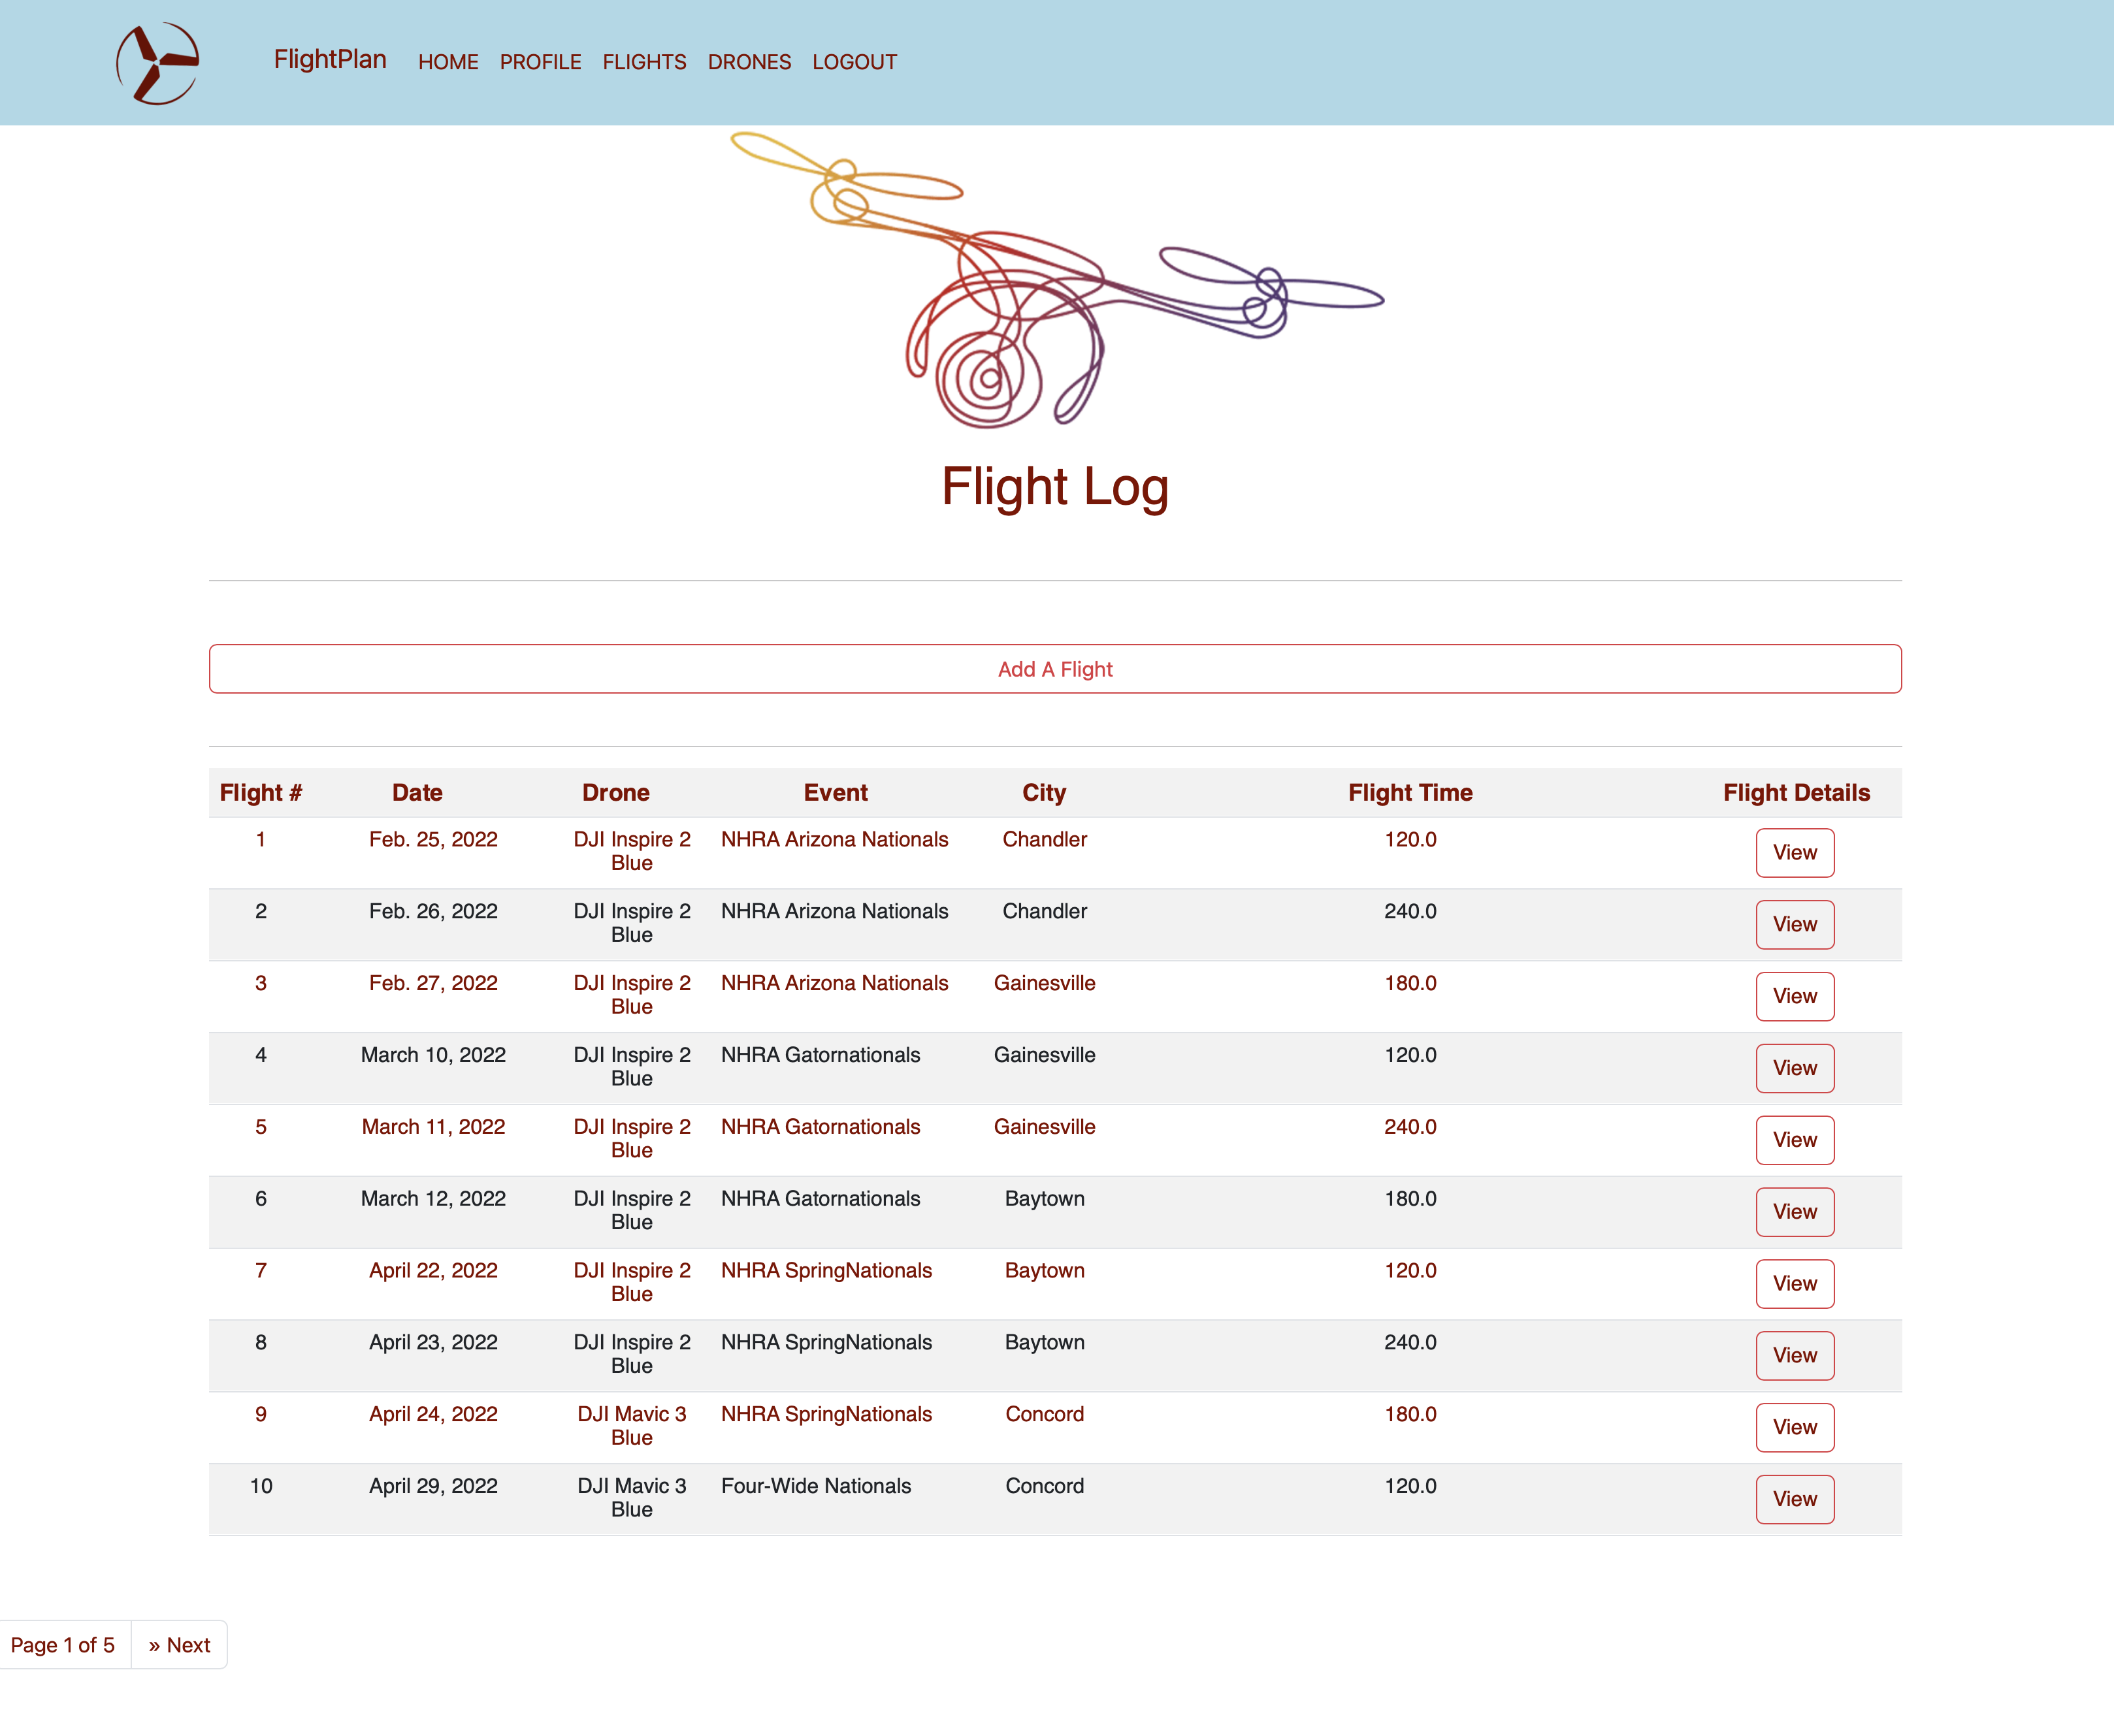 FlightPlan HOME PROFILE FLIGHTS DRONES LOGOUT
Flight Log
Add A Flight
Flight # Date Drone Event City Flight Time Flight Details
1 Feb. 25, 2022 DJI Inspire 2 NHRA Arizona Nationals Chandler 120.0 View
Blue
2 Feb. 26, 2022 DJI Inspire 2 NHRA Arizona Nationals Chandler 240.0 View
Blue
3 Feb. 27, 2022 DJI Inspire 2 NHRA Arizona Nationals Gainesville 180.0 View
Blue
4 March 10, 2022 DJI Inspire 2 NHRA Gatornationals Gainesville 120.0 View
Blue
5 March 11, 2022 DJI Inspire 2 NHRA Gatornationals Gainesville 240.0 View
Blue
6 March 12, 2022 DJI Inspire 2 NHRA Gatornationals Baytown 180.0 View
Blue
7 April 22, 2022 DJI Inspire 2 NHRA SpringNationals Baytown 120.0 View
Blue
8 April 23, 2022 DJI Inspire 2 NHRA SpringNationals Baytown 240.0 View
Blue
9 April 24, 2022 DJI Mavic 3 NHRA SpringNationals Concord 180.0 View
Blue
10 April 29, 2022 DJI Mavic 3 Four-Wide Nationals Concord 120.0 View
Blue
Page 1 of 5 » Next